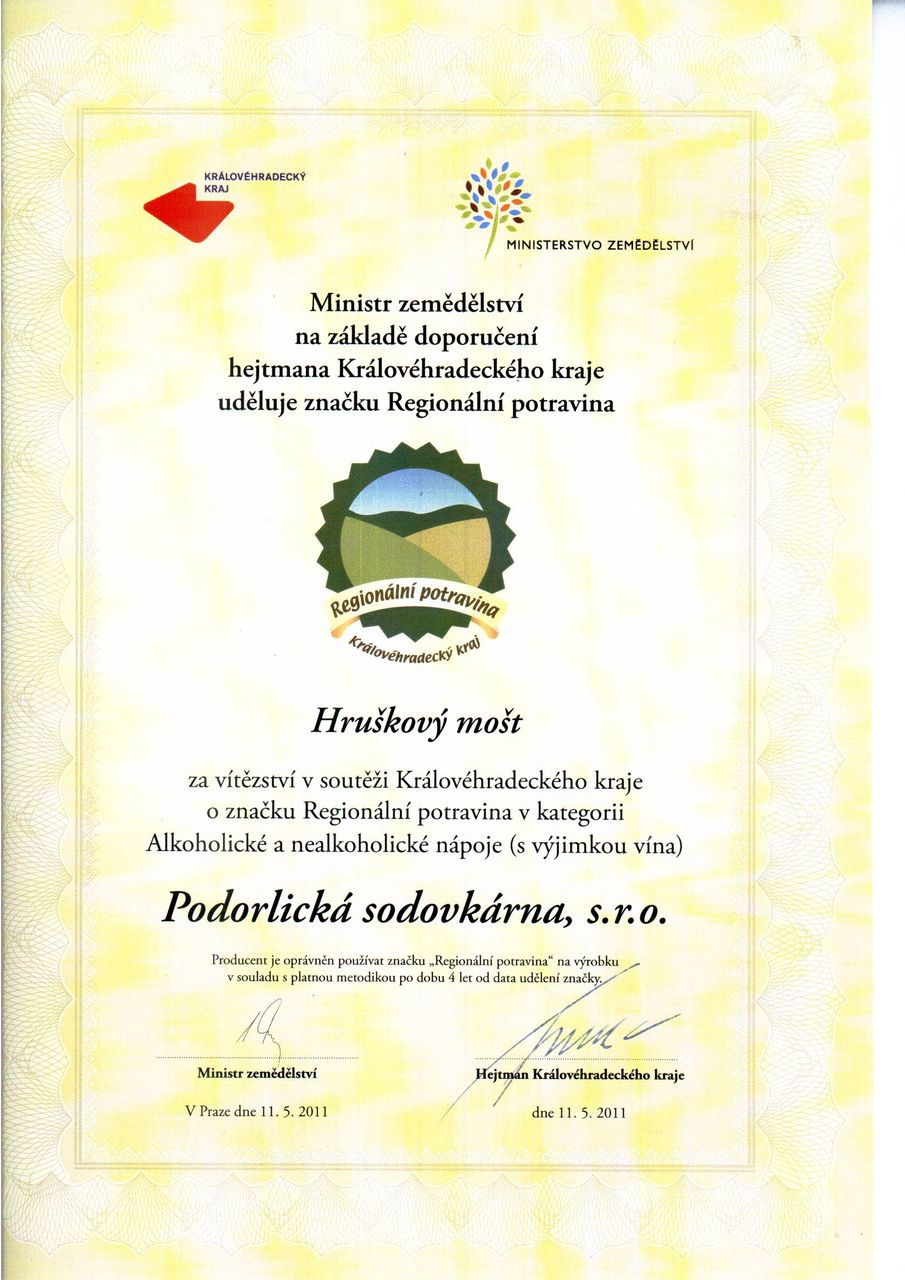 KRÁLOVÉHRADECKÝ
KRAJ
MINISTERSTVO ZEMĚDĚLSTVÍ
Ministr zemědělství
na základě doporučení
hejtmana Královéhradeckého kraje
uděluje značku Regionální potravina
Regionální potravina
Královéhradecký kraj
Hruškový mošt
za vítězství v soutěži Královéhradeckého kraje
o značku Regionální potravina v kategorii
Alkoholické a nealkoholické nápoje (s výjimkou vína)
Podorlická sodovkárna, s.r.o.
Producent je oprávněn používat značku „Regionální potravina“ na výrobku
v souladu s platnou metodikou po dobu 4 let od data udělení značky.
Ministr zemědělství
Hejtman Královéhradeckého kraje
V Praze dne 11. 5. 2011
dne 11. 5. 2011